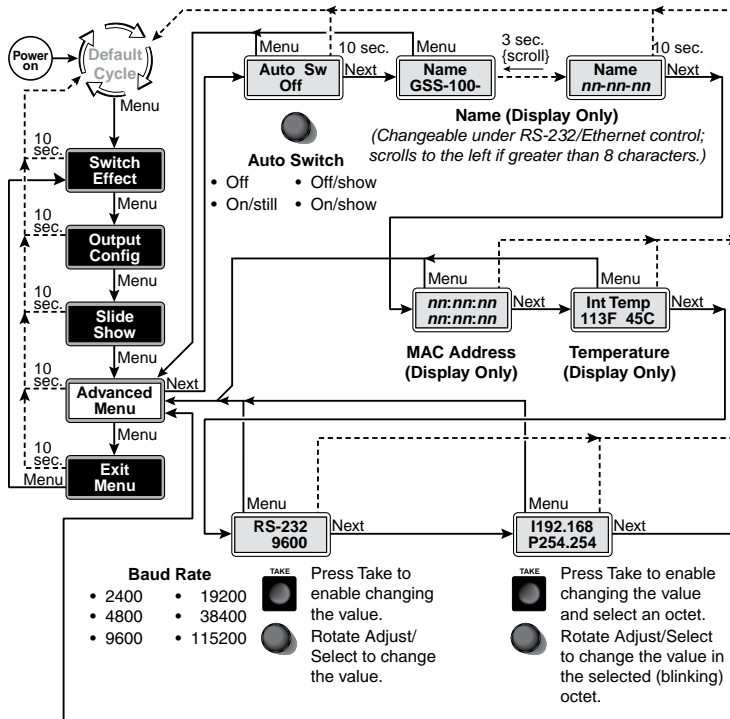 Power
on
Default
Cycle
Menu
10
sec.
Switch
Effect
Menu
10
sec.
Output
Config
Menu
10
sec.
Slide
Show
Menu
10
sec.
Advanced
Menu
Next
Menu
10
sec.
Exit
Menu
Menu
Menu
10 sec.
Auto Sw
Off
Next
Menu
Name
GSS-100-
3 sec.
{scroll}
10 sec.
Name
nn-nn-nn
Next
Auto Switch
• Off
• Off/show
• On/still
• On/show
Name (Display Only)
(Changeable under RS-232/Ethernet control;
scrolls to the left if greater than 8 characters.)
Menu
nn:nn:nn
nn:nn:nn
Next
MAC Address
(Display Only)
Menu
Int Temp
113F 45C
Next
Temperature
(Display Only)
Menu
RS-232
9600
Next
Baud Rate
• 2400
• 19200
• 4800
• 38400
• 9600
• 115200
TAKE
Press Take to
enable changing
the value.
Rotate Adjust/
Select to change
the value.
Menu
I192.168
P254.254
Next
TAKE
Press Take to enable
changing the value
and select an octet.
Rotate Adjust/Select
to change the value in
the selected (blinking)
octet.